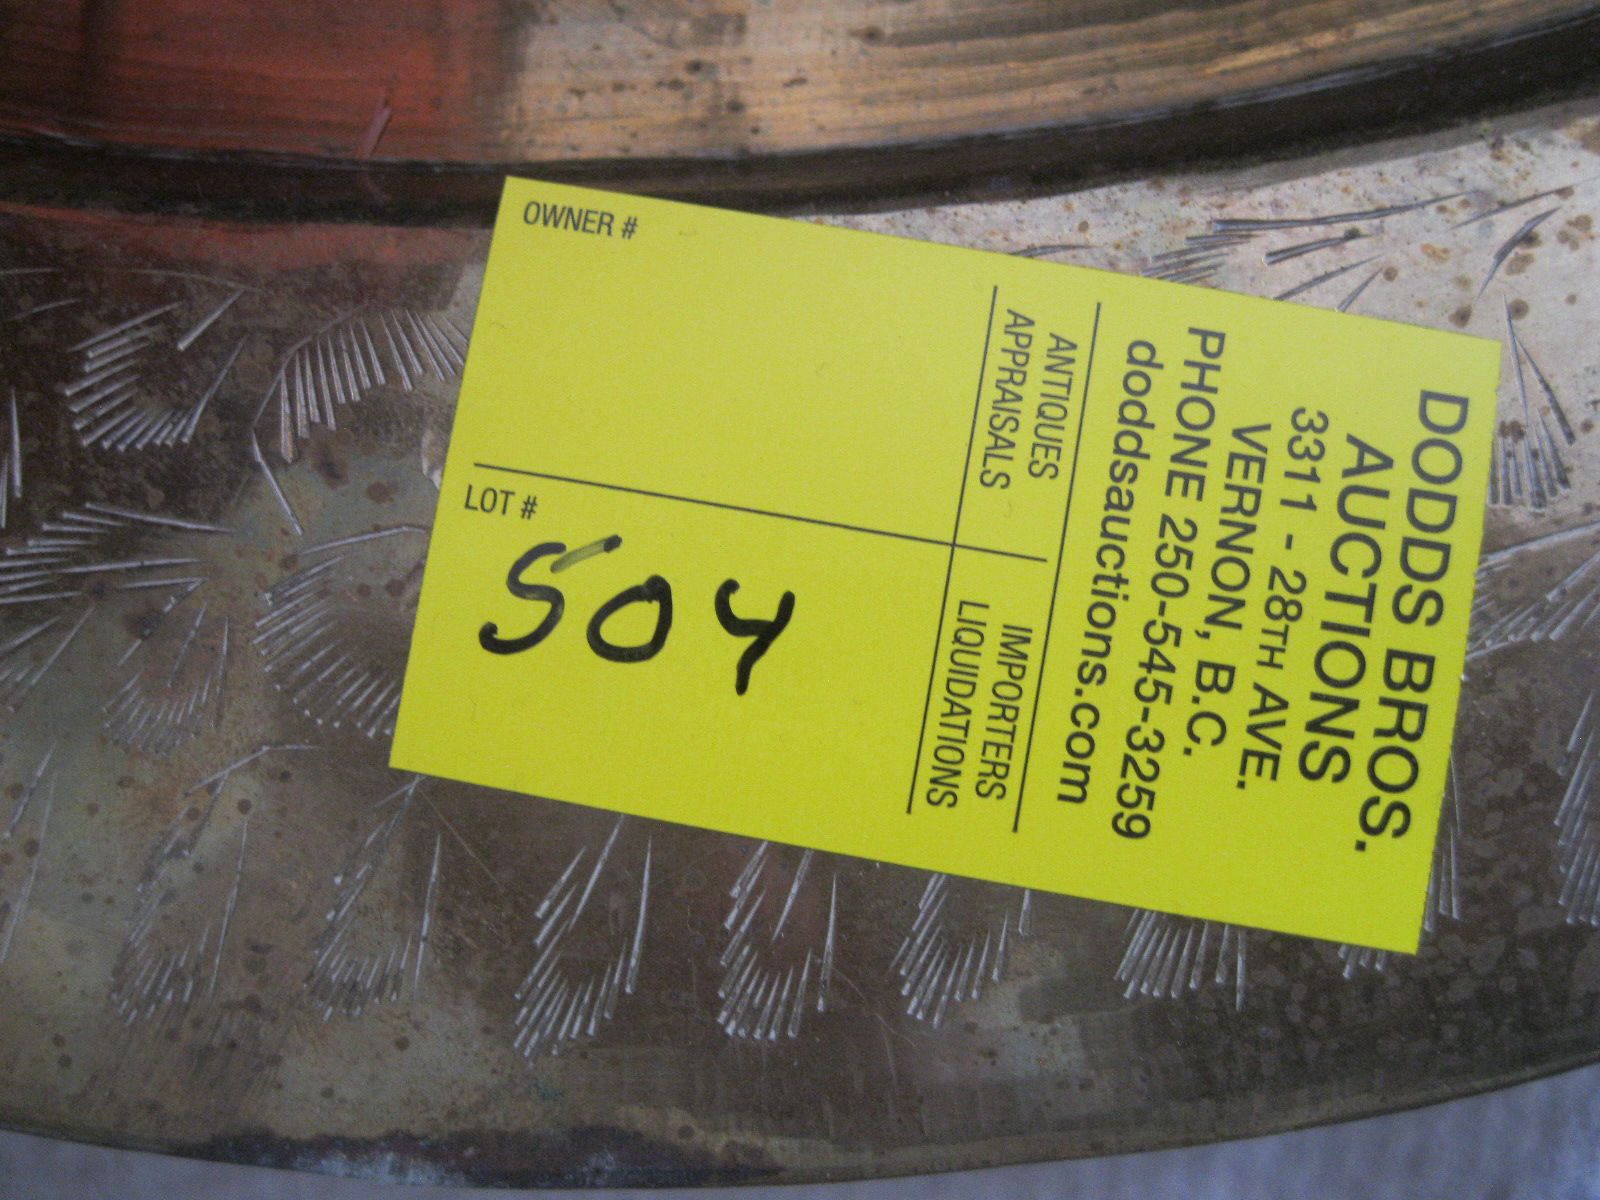 DODDS BROS.
AUCTIONS
3311 - 28TH AVE.
VERNON, B.C.
PHONE 250-545-3259
doddsauctions.com
ANTIQUES
APPRAISALS
IMPORTERS
LIQUIDATIONS
OWNER #
LOT #
504